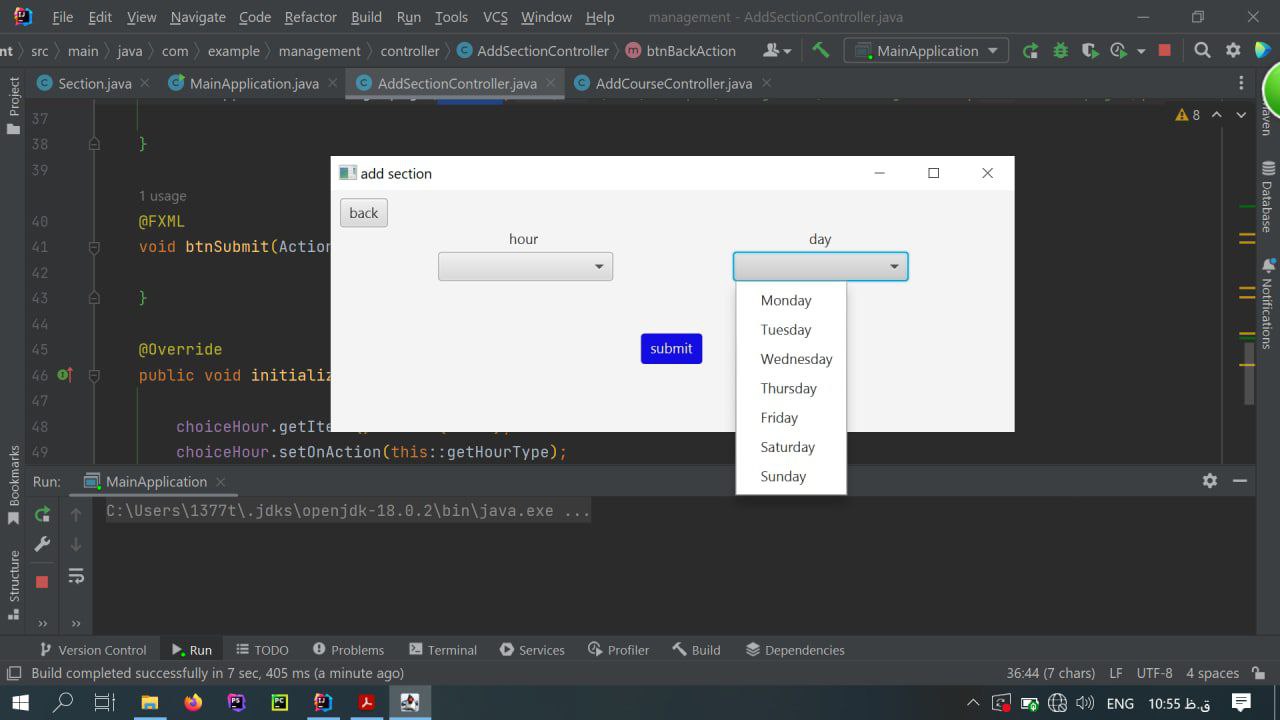 File Edit View Navigate Code Refactor Build Run Tools VCS Window Help management - AddSectionController.java
nt src main java com example management controller AddSectionController btnBackAction MainApplication
Section.java MainApplication.java AddSectionController.java AddCourseController.java
Project
37
38 }
39
1 usage
40 @FXML
41 void btnSubmit(Action
42
43 }
44
45 @Override
46 public void initializ
47
48 choiceHour.getIte
49 choiceHour.setOnAction(this::getHourType);
8
add section
back
hour day
submit
Monday
Tuesday
Wednesday
Thursday
Friday
Saturday
Sunday
Database
Notifications
Bookmarks
Structure
Run: MainApplication
C:\Users\1377t\.jdks\openjdk-18.0.2\bin\java.exe ...
Version Control Run TODO Problems Terminal Services Profiler Build Dependencies
Build completed successfully in 7 sec, 405 ms (a minute ago) 36:44 (7 chars) LF UTF-8 4 spaces
PS PC ENG 10:55 ق.ظ